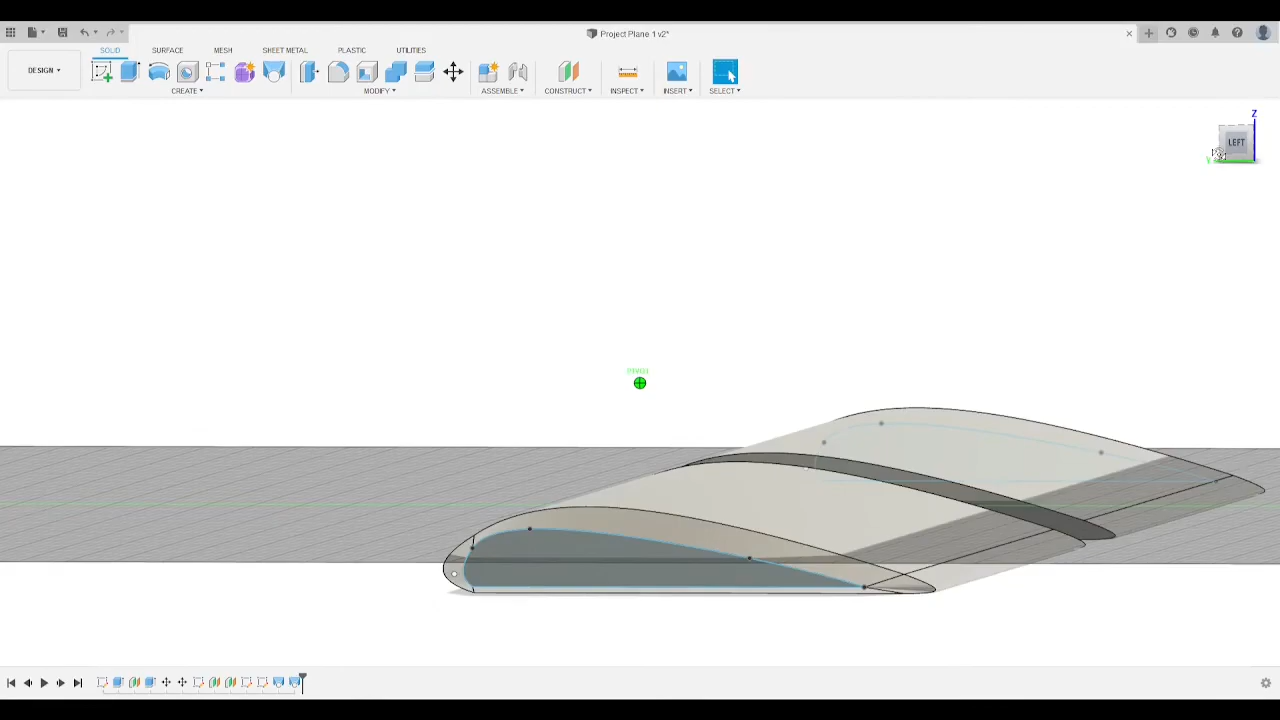 Project Plane 1 v2*
SOLID SURFACE MESH SHEET METAL PLASTIC UTILITIES
DESIGN
CREATE MODIFY ASSEMBLE CONSTRUCT INSPECT INSERT SELECT
Z
LEFT
Y
PIVOT